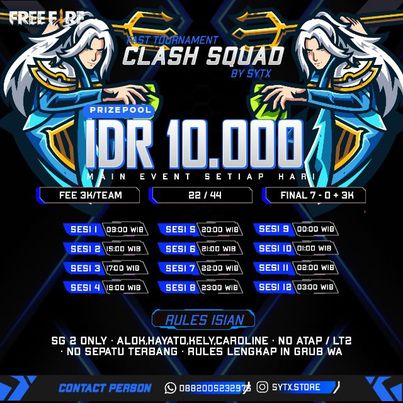 FREE FIRE
FAST TOURNAMENT
CLASH SQUAD
BY SYTX
PRIZEPOOL
IDR 10.000
MAIN EVENT SETIAP HARI
FEE 3K/TEAM
22 / 44
FINAL 7 - 0 + 3K
SESI 1 09:00 WIB
SESI 2 15:00 WIB
SESI 3 17:00 WIB
SESI 4 19:00 WIB
SESI 5 20:00 WIB
SESI 6 21:00 WIB
SESI 7 22:00 WIB
SESI 8 23:00 WIB
SESI 9 00:00 WIB
SESI 10 01:00 WIB
SESI 11 02:00 WIB
SESI 12 03:00 WIB
RULES ISIAN
SG 2 ONLY · ALOK,HAYATO,KELY,CAROLINE · NO ATAP / LT2
· NO SEPATU TERBANG · RULES LENGKAP IN GRUB WA
CONTACT PERSON 0882005232975 SYTX.STORE